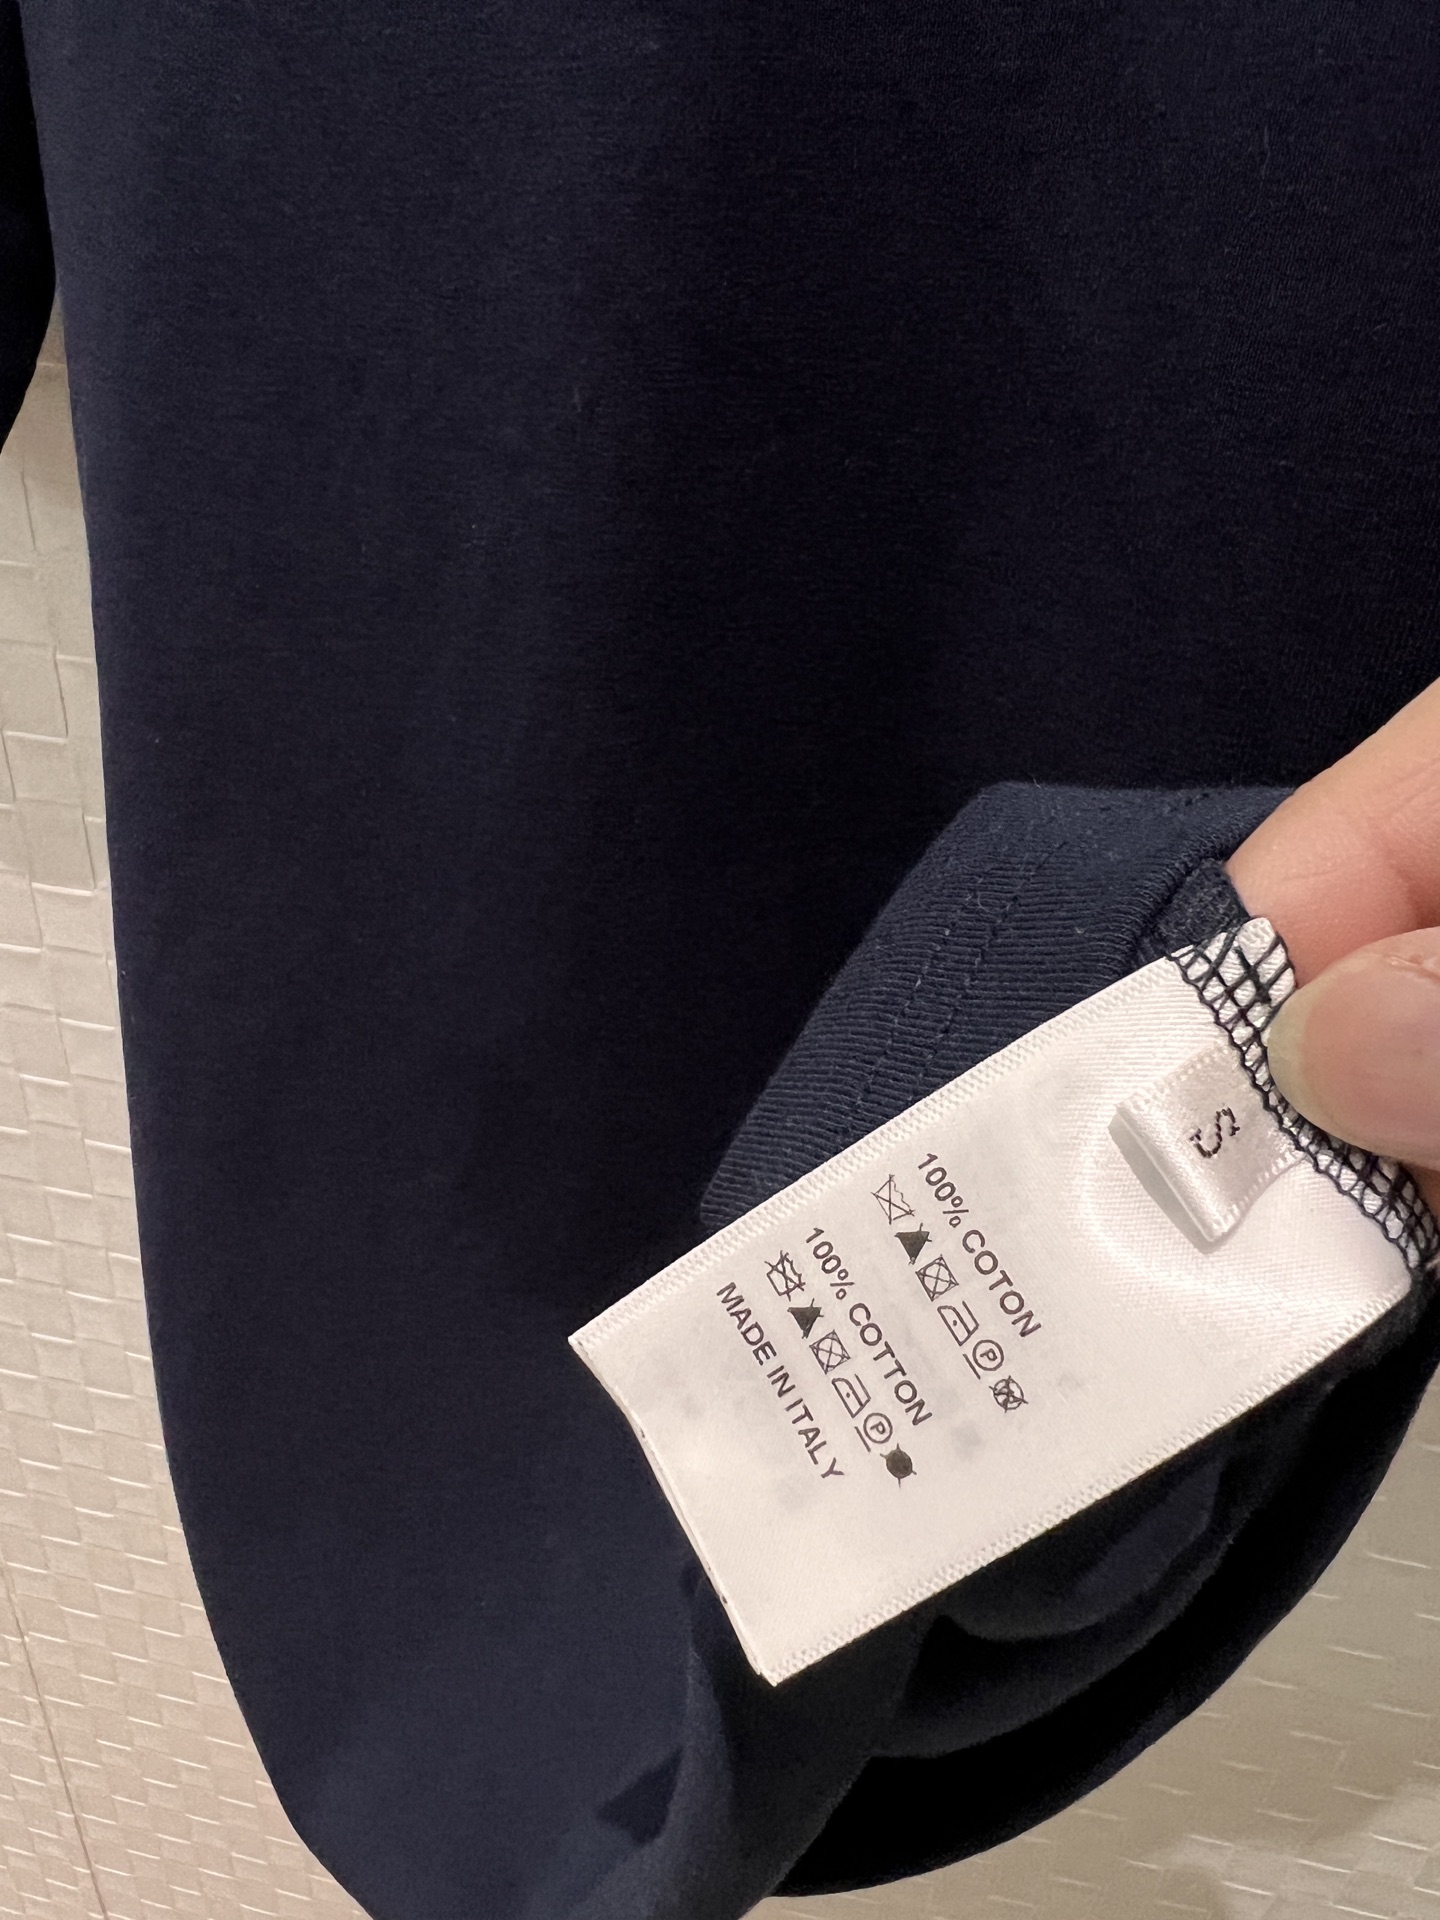 S
100% COTON
P
100% COTTON
P
MADE IN ITALY